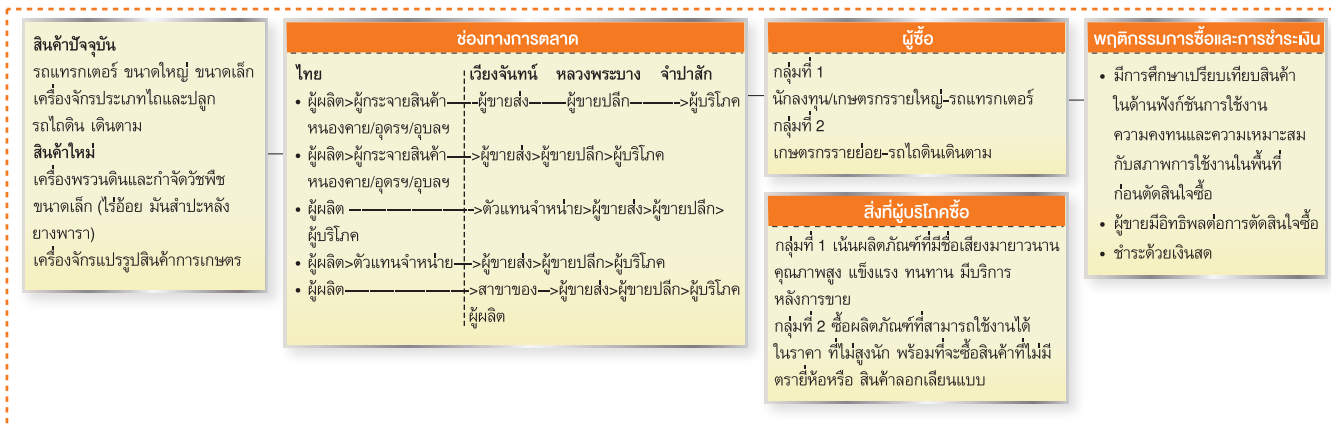 สินค้าปัจจุบัน
รถแทรกเตอร์ ขนาดใหญ่ ขนาดเล็ก
เครื่องจักรประเภทไถและปลูก
รถไถดิน เดินตาม
สินค้าใหม่
เครื่องพรวนดินและกำจัดวัชพืช
ขนาดเล็ก (ไร่อ้อย มันสำปะหลัง
ยางพารา)
เครื่องจักรแปรรูปสินค้าการเกษตร
ช่องทางการตลาด
ไทย เวียงจันทน์ หลวงพระบาง จำปาสัก
• ผู้ผลิต>ผู้กระจายสินค้า——ผู้ขายส่ง——ผู้ขายปลีก———>ผู้บริโภค
หนองคาย/อุดรฯ/อุบลฯ
• ผู้ผลิต>ผู้กระจายสินค้า——>ผู้ขายส่ง>ผู้ขายปลีก>ผู้บริโภค
หนองคาย/อุดรฯ/อุบลฯ
• ผู้ผลิต ——————>ตัวแทนจำหน่าย>ผู้ขายส่ง>ผู้ขายปลีก>
ผู้บริโภค
• ผู้ผลิต>ตัวแทนจำหน่าย—>ผู้ขายส่ง>ผู้ขายปลีก>ผู้บริโภค
• ผู้ผลิต———————>สาขาของ—>ผู้ขายส่ง>ผู้ขายปลีก>ผู้บริโภค
ผู้ผลิต
ผู้ซื้อ
กลุ่มที่ 1
นักลงทุน/เกษตรกรรายใหญ่-รถแทรกเตอร์
กลุ่มที่ 2
เกษตรกรรายย่อย-รถไถดินเดินตาม
สิ่งที่ผู้บริโภคซื้อ
กลุ่มที่ 1 เน้นผลิตภัณฑ์ที่มีชื่อเสียงมายาวนาน
คุณภาพสูง แข็งแรง ทนทาน มีบริการ
หลังการขาย
กลุ่มที่ 2 ซื้อผลิตภัณฑ์ที่สามารถใช้งานได้
ในราคา ที่ไม่สูงนัก พร้อมที่จะซื้อสินค้าที่ไม่มี
ตรายี่ห้อหรือ สินค้าลอกเลียนแบบ
พฤติกรรมการซื้อและการชำระเงิน
• มีการศึกษาเปรียบเทียบสินค้า
ในด้านฟังก์ชันการใช้งาน
ความคงทนและความเหมาะสม
กับสภาพการใช้งานในพื้นที่
ก่อนตัดสินใจซื้อ
• ผู้ขายมีอิทธิพลต่อการตัดสินใจซื้อ
• ชำระด้วยเงินสด